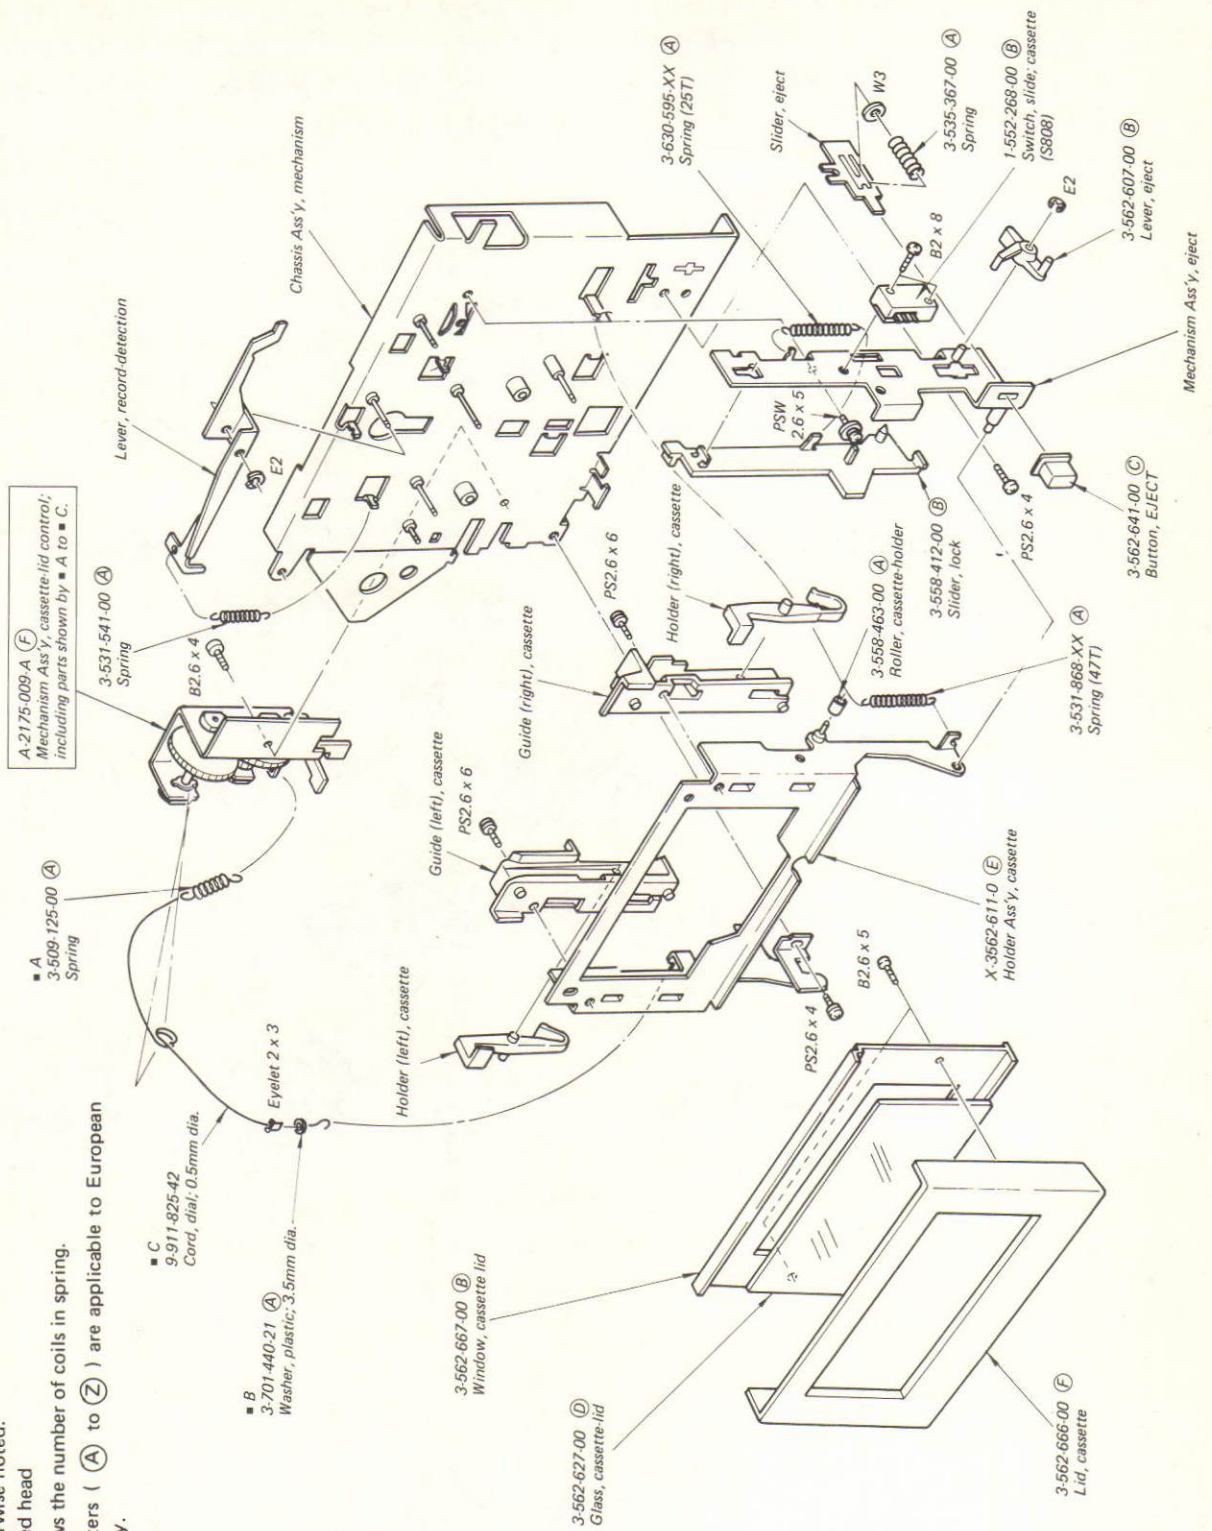 wise noted.
ed head
ws the number of coils in spring.
ters ( Ⓐ to Ⓩ ) are applicable to European
y.
A-2175-009-A Ⓕ
Mechanism Ass'y, cassette-lid control;
including parts shown by ■ A to ■ C.
■ A
3-509-125-00 Ⓐ
Spring
3-531-541-00 Ⓐ
Spring
B2.6 x 4
Lever, record-detection
E2
Chassis Ass'y, mechanism
■ C
9-911-825-42
Cord, dial; 0.5mm dia.
Eyelet 2 x 3
■ B
3-701-440-21 Ⓐ
Washer, plastic; 3.5mm dia.
Holder (left), cassette
Guide (left), cassette
PS2.6 x 6
Guide (right), cassette
PS2.6 x 6
Holder (right), cassette
3-630-595-XX Ⓐ
Spring (25T)
Slider, eject
W3
3-535-367-00 Ⓐ
Spring
1-552-268-00 Ⓑ
Switch, slide; cassette
(S808)
B2 x 8
E2
3-562-607-00 Ⓑ
Lever, eject
Mechanism Ass'y, eject
PSW
2.6 x 5
3-558-463-00 Ⓐ
Roller, cassette-holder
3-558-412-00 Ⓑ
Slider, lock
PS2.6 x 4
3-562-641-00 Ⓒ
Button, EJECT
3-531-868-XX Ⓐ
Spring (47T)
X-3562-611-0 Ⓔ
Holder Ass'y, cassette
PS2.6 x 4
B2.6 x 5
3-562-667-00 Ⓑ
Window, cassette lid
3-562-627-00 Ⓓ
Glass, cassette-lid
3-562-666-00 Ⓕ
Lid, cassette